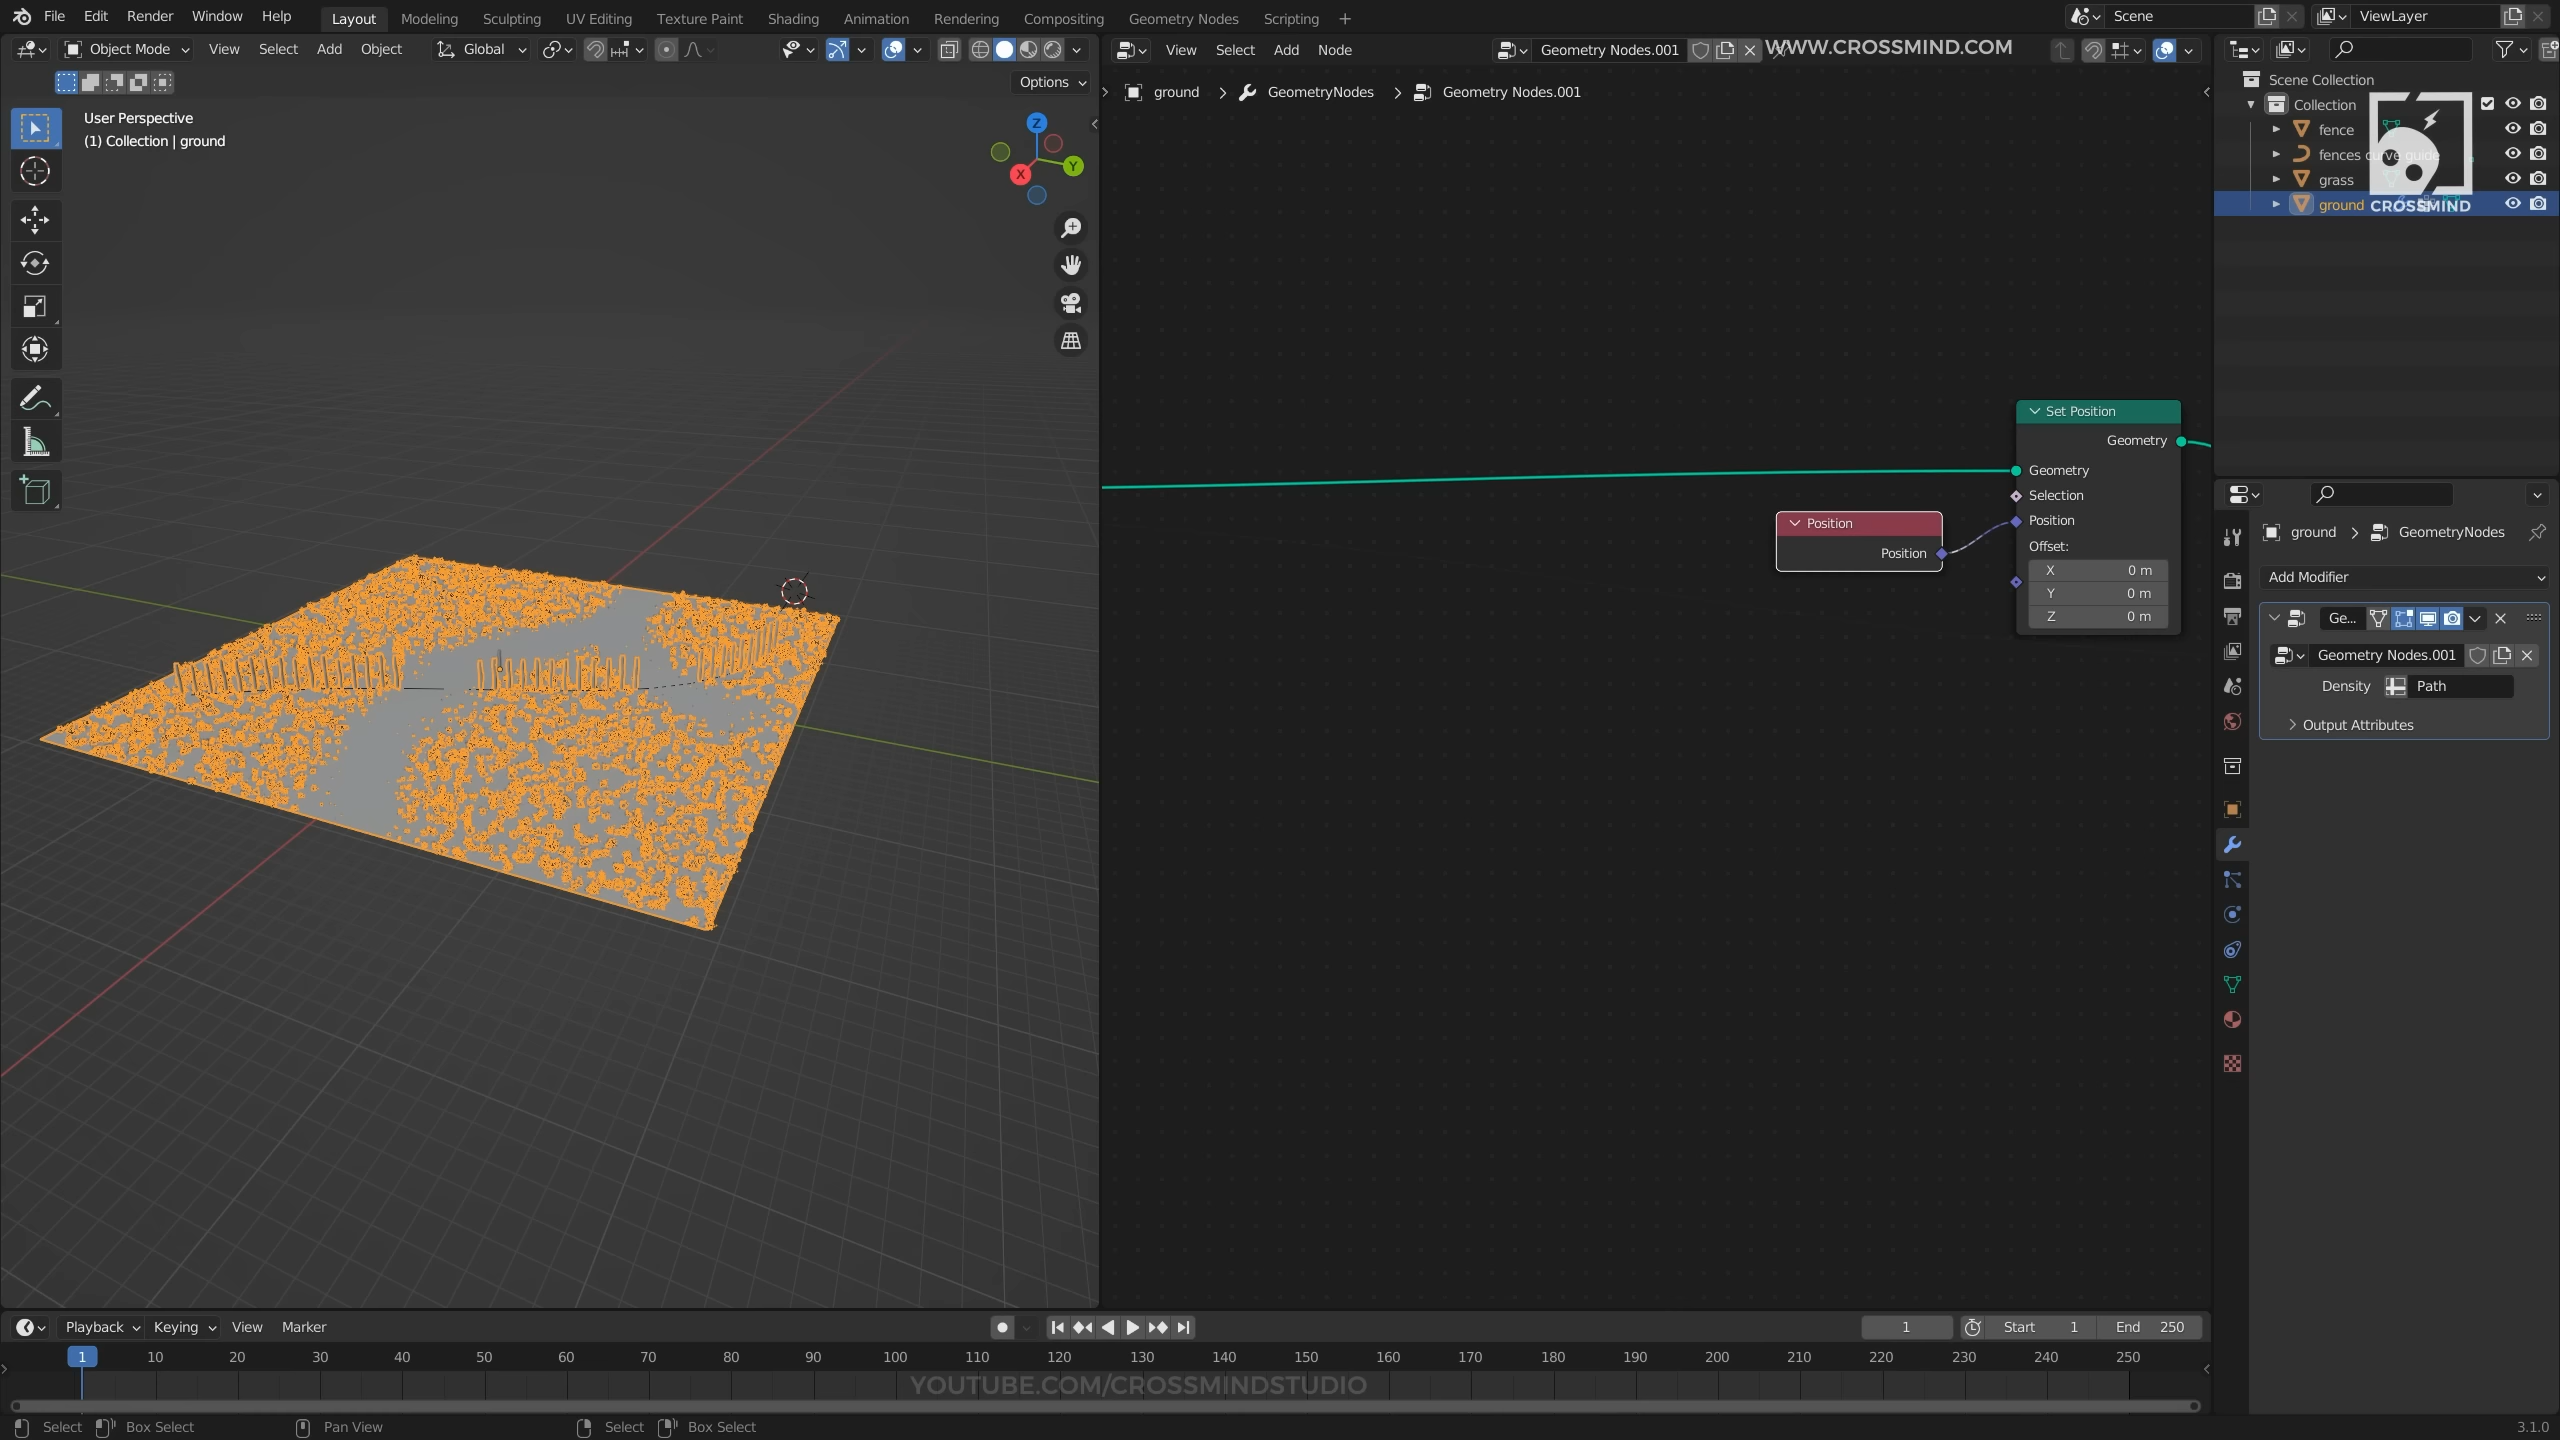 File Edit Render Window Help Layout Modeling Sculpting UV Editing Texture Paint Shading Animation Rendering Compositing Geometry Nodes Scripting + Scene ViewLayer
Object Mode View Select Add Object Global View Select Add Node Geometry Nodes.001 WWW.CROSSMIND.COM
Options
ground GeometryNodes Geometry Nodes.001
User Perspective
(1) Collection | ground
Z
Y
X
Scene Collection
Collection
fence
fences curve guide
grass
ground
CROSSMIND
Set Position
Geometry
Geometry
Selection
Position
Offset:
X 0 m
Y 0 m
Z 0 m
Position
Position
ground GeometryNodes
Add Modifier
Ge...
Geometry Nodes.001
Density Path
Output Attributes
Playback Keying View Marker 1 Start 1 End 250
1 10 20 30 40 50 60 70 80 90 100 110 120 130 140 150 160 170 180 190 200 210 220 230 240 250
YOUTUBE.COM/CROSSMINDSTUDIO
Select Box Select Pan View Select Box Select 3.1.0